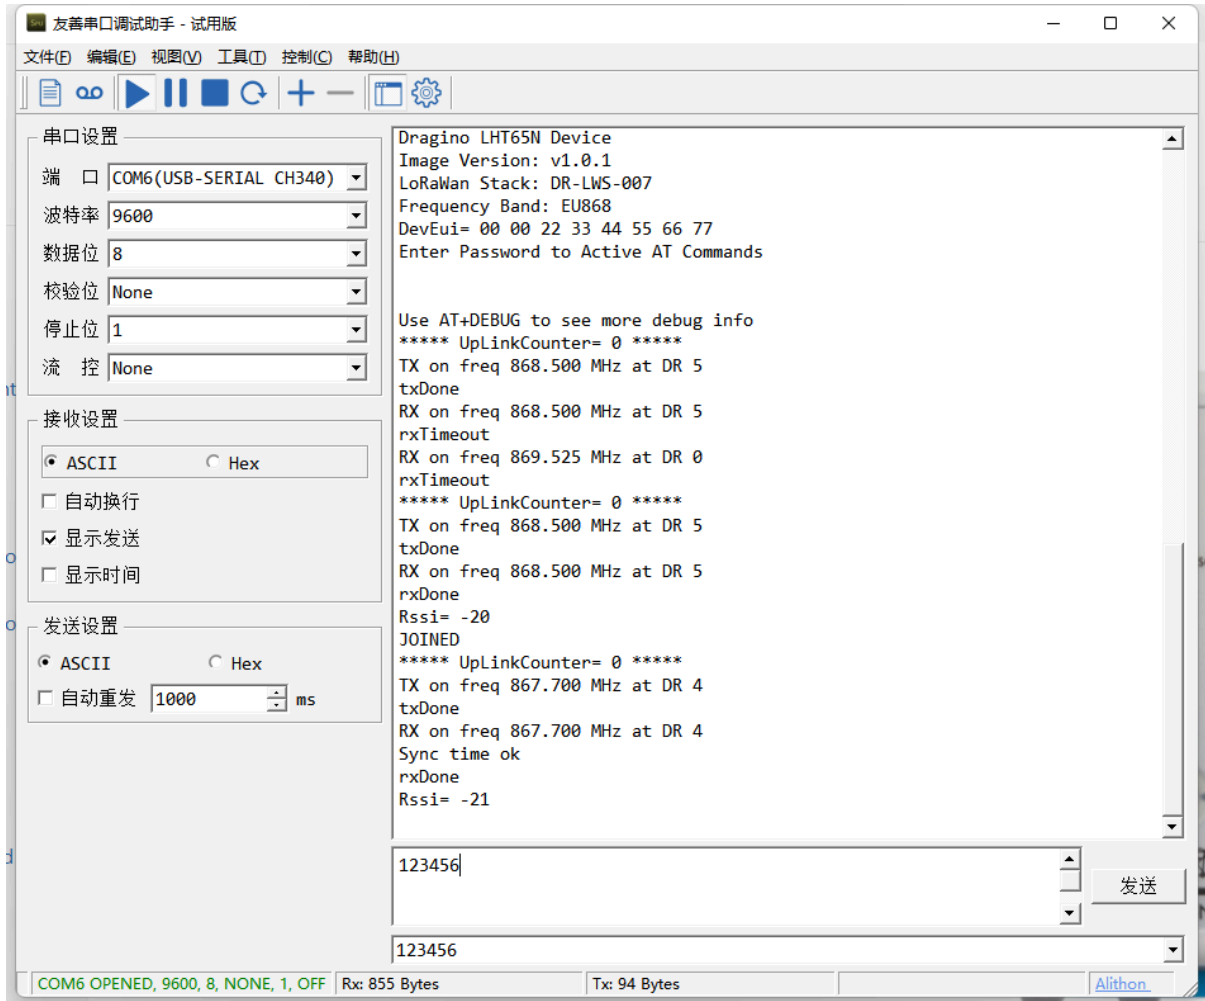 友善串口调试助手 - 试用版
文件(F) 编辑(E) 视图(V) 工具(T) 控制(C) 帮助(H)
串口设置
端 口 COM6(USB-SERIAL CH340)
波特率 9600
数据位 8
校验位 None
停止位 1
流 控 None
接收设置
ASCII Hex
自动换行
显示发送
显示时间
发送设置
ASCII Hex
自动重发 1000 ms
Dragino LHT65N Device
Image Version: v1.0.1
LoRaWan Stack: DR-LWS-007
Frequency Band: EU868
DevEui= 00 00 22 33 44 55 66 77
Enter Password to Active AT Commands
Use AT+DEBUG to see more debug info
***** UpLinkCounter= 0 *****
TX on freq 868.500 MHz at DR 5
txDone
RX on freq 868.500 MHz at DR 5
rxTimeout
RX on freq 869.525 MHz at DR 0
rxTimeout
***** UpLinkCounter= 0 *****
TX on freq 868.500 MHz at DR 5
txDone
RX on freq 868.500 MHz at DR 5
rxDone
Rssi= -20
JOINED
***** UpLinkCounter= 0 *****
TX on freq 867.700 MHz at DR 4
txDone
RX on freq 867.700 MHz at DR 4
Sync time ok
rxDone
Rssi= -21
123456
发送
123456
COM6 OPENED, 9600, 8, NONE, 1, OFF Rx: 855 Bytes Tx: 94 Bytes Alithon